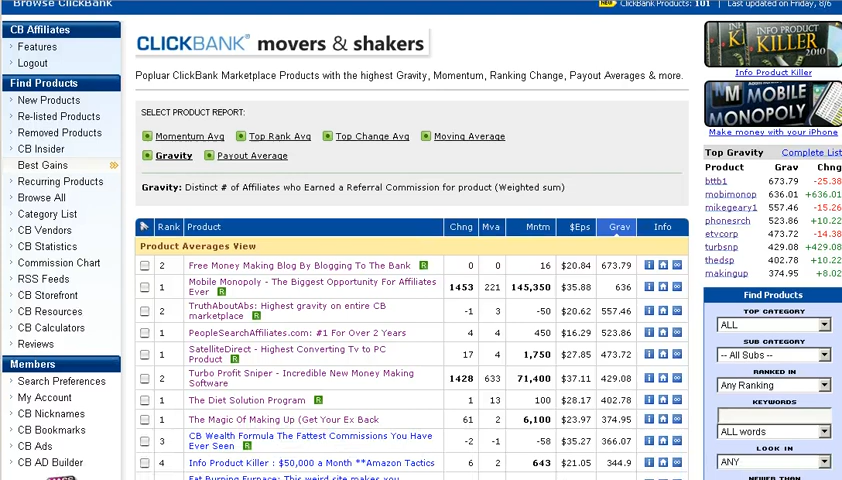 Browse ClickBank
NEW ClickBank Products: 101 | Last updated on Friday, 8/6
CB Affiliates
Features
Logout
Find Products
New Products
Re-listed Products
Removed Products
CB Insider
Best Gains
Recurring Products
Browse All
Category List
CB Vendors
CB Statistics
Commission Chart
RSS Feeds
CB Storefront
CB Resources
CB Calculators
Reviews
Members
Search Preferences
My Account
CB Nicknames
CB Bookmarks
CB Ads
CB AD Builder
CLICKBANK® movers & shakers
Popluar ClickBank Marketplace Products with the highest Gravity, Momentum, Ranking Change, Payout Averages & more.
SELECT PRODUCT REPORT:
Momentum Avg Top Rank Avg Top Change Avg Moving Average
Gravity Payout Average
Gravity: Distinct # of Affiliates who Earned a Referral Commission for product (Weighted sum)
Rank Product Chng Mva Mntm $Eps Grav Info
Product Averages View
2 Free Money Making Blog By Blogging To The Bank R 0 0 16 $20.84 673.79
1 Mobile Monopoly - The Biggest Opportunity For Affiliates
Ever R 1453 221 145,350 $35.88 636
2 TruthAboutAbs: Highest gravity on entire CB
marketplace R -1 3 -50 $20.62 557.46
1 PeopleSearchAffiliates.com: #1 For Over 2 Years 4 4 450 $16.29 523.86
1 SatelliteDirect - Highest Converting Tv to PC
Product R 17 4 1,750 $27.85 473.72
2 Turbo Profit Sniper - Incredible New Money Making
Software 1428 633 71,400 $37.11 429.08
1 The Diet Solution Program R 1 13 100 $28.17 402.78
1 The Magic Of Making Up (Get Your Ex Back 61 2 6,100 $23.97 374.95
3 CB Wealth Formula The Fattest Commissions You Have
Ever Seen R -2 -1 -58 $35.27 366.07
4 Info Product Killer : $50,000 a Month **Amazon Tactics 6 2 643 $21.05 344.9
Fat Burning Furnace: This weird site makes you
INFO PRODUCT
KILLER 2010
Info Product Killer
MM MOBILE
MONOPOLY
Make money with your iPhone
Top Gravity Complete List
Product Grav Chng
bttb1 673.79 -25.38
mobimonop 636.01 +636.01
mikegeary1 557.46 -15.26
phonesrch 523.86 +10.22
etvcorp 473.72 -14.38
turbsnp 429.08 +429.08
thedsp 402.78 +10.22
makingup 374.95 +8.02
Find Products
TOP CATEGORY
ALL
SUB CATEGORY
-- All Subs --
RANKED IN
Any Ranking
KEYWORDS
ALL words
LOOK IN
ANY
NEWER THAN